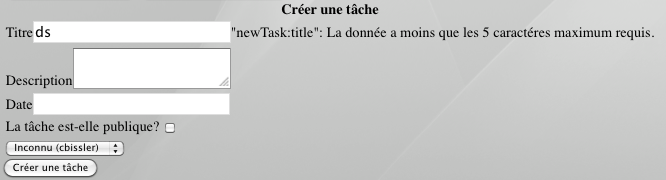 Créer une tâche
Titre ds "newTask:title": La donnée a moins que les 5 caractéres maximum requis.
Description
Date
La tâche est-elle publique?
Inconnu (cbissler)
Créer une tâche